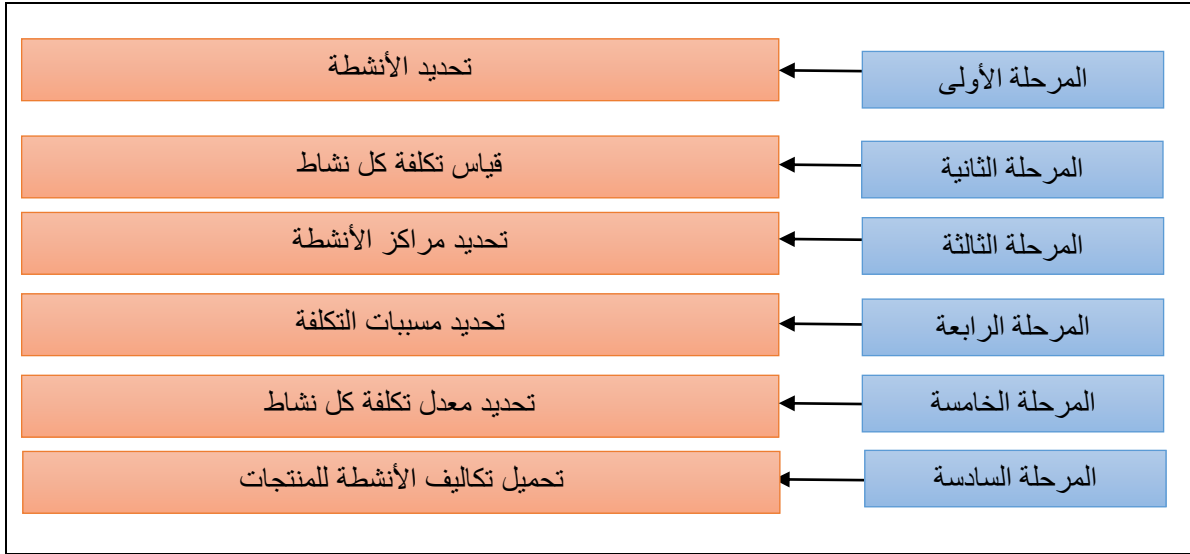 المرحلة الأولى
تحديد الأنشطة
المرحلة الثانية
قياس تكلفة كل نشاط
المرحلة الثالثة
تحديد مراكز الأنشطة
المرحلة الرابعة
تحديد مسببات التكلفة
المرحلة الخامسة
تحديد معدل تكلفة كل نشاط
المرحلة السادسة
تحميل تكاليف الأنشطة للمنتجات